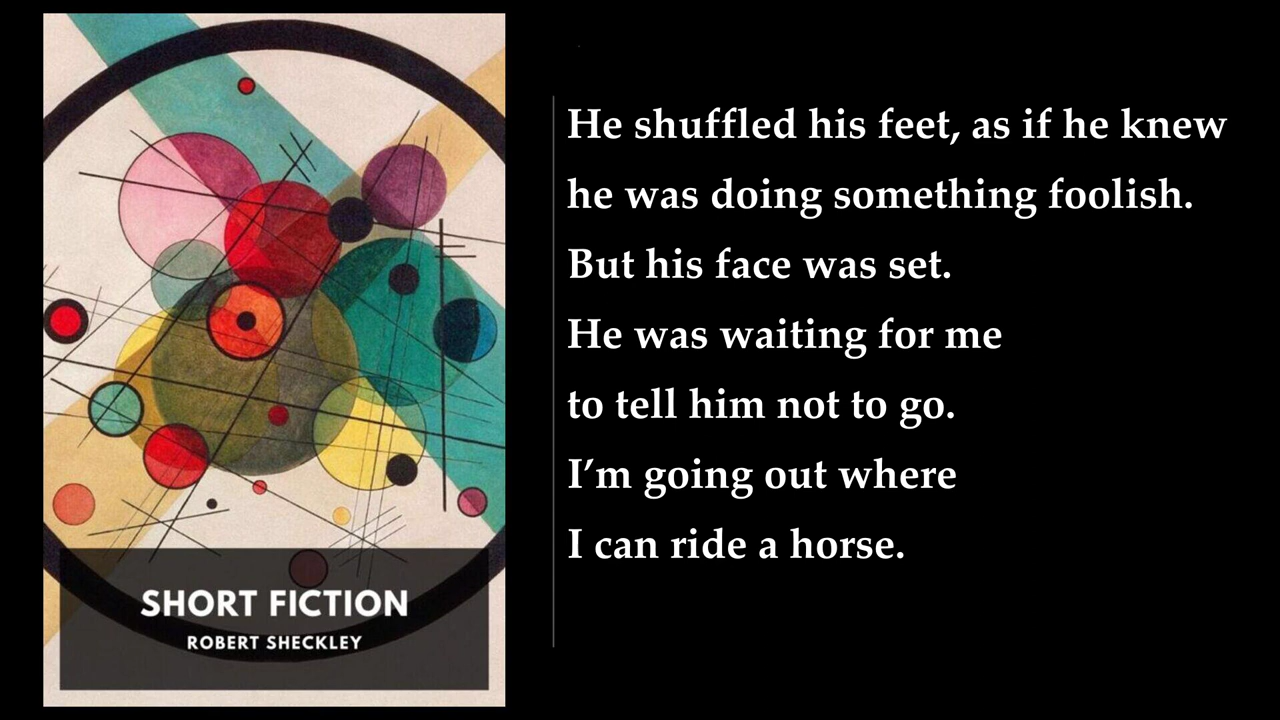 SHORT FICTION
ROBERT SHECKLEY
He shuffled his feet, as if he knew
he was doing something foolish.
But his face was set.
He was waiting for me
to tell him not to go.
I’m going out where
I can ride a horse.